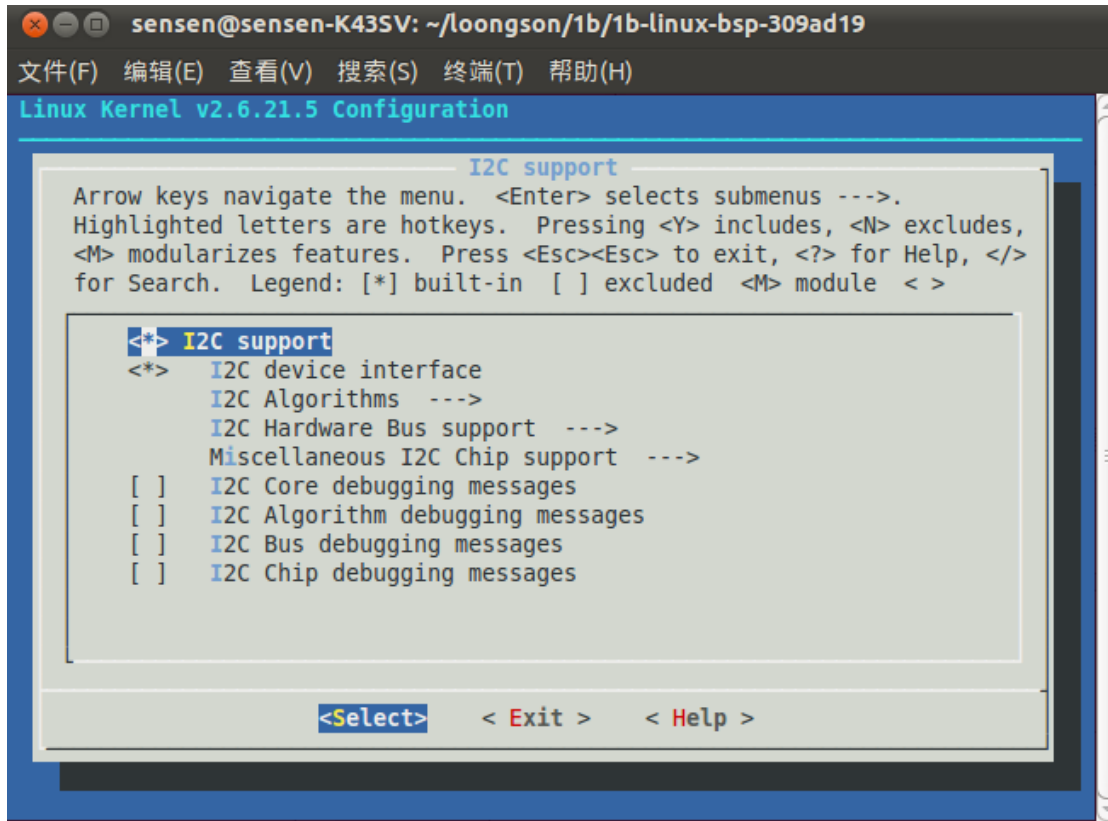 sensen@sensen-K43SV: ~/loongson/1b/1b-linux-bsp-309ad19
文件(F) 编辑(E) 查看(V) 搜索(S) 终端(T) 帮助(H)
Linux Kernel v2.6.21.5 Configuration
I2C support
Arrow keys navigate the menu.  <Enter> selects submenus --->.
Highlighted letters are hotkeys.  Pressing <Y> includes, <N> excludes,
<M> modularizes features.  Press <Esc><Esc> to exit, <?> for Help, </>
for Search.  Legend: [*] built-in  [ ] excluded  <M> module  < >
<*> I2C support
<*>   I2C device interface
I2C Algorithms  --->
I2C Hardware Bus support  --->
Miscellaneous I2C Chip support  --->
[ ]   I2C Core debugging messages
[ ]   I2C Algorithm debugging messages
[ ]   I2C Bus debugging messages
[ ]   I2C Chip debugging messages
<Select>    < Exit >    < Help >